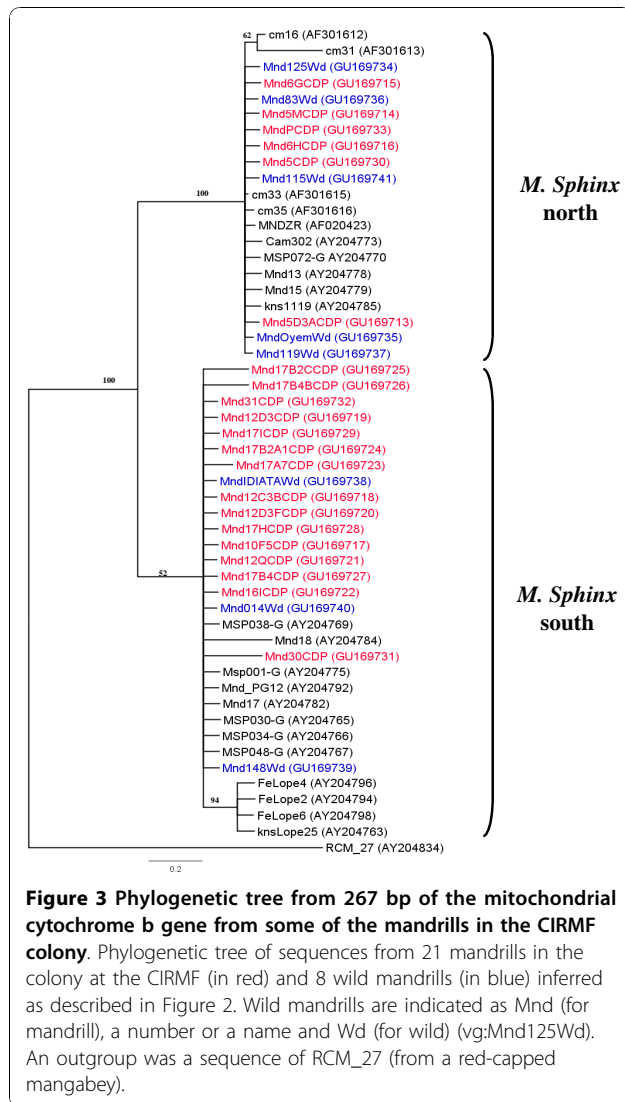 62
cm16 (AF301612)
cm31 (AF301613)
Mnd125Wd (GU169734)
Mnd6GCDP (GU169715)
Mnd83Wd (GU169736)
Mnd5MCDP (GU169714)
MndPCDP (GU169733)
Mnd6HCDP (GU169716)
Mnd5CDP (GU169730)
Mnd115Wd (GU169741)
100
cm33 (AF301615)
cm35 (AF301616)
MNDZR (AF020423)
Cam302 (AY204773)
MSP072-G AY204770
Mnd13 (AY204778)
Mnd15 (AY204779)
kns1119 (AY204785)
Mnd5D3ACDP (GU169713)
MndOyemWd (GU169735)
Mnd119Wd (GU169737)
M. Sphinx
north
100
Mnd17B2CCDP (GU169725)
Mnd17B4BCDP (GU169726)
Mnd31CDP (GU169732)
Mnd12D3CDP (GU169719)
Mnd17ICDP (GU169729)
Mnd17B2A1CDP (GU169724)
Mnd17A7CDP (GU169723)
MndIDIATAWd (GU169738)
Mnd12C3BCDP (GU169718)
Mnd12D3FCDP (GU169720)
Mnd17HCDP (GU169728)
Mnd10F5CDP (GU169717)
Mnd12QCDP (GU169721)
52
Mnd17B4CDP (GU169727)
Mnd16ICDP (GU169722)
Mnd014Wd (GU169740)
MSP038-G (AY204769)
Mnd18 (AY204784)
Mnd30CDP (GU169731)
Msp001-G (AY204775)
Mnd_PG12 (AY204792)
Mnd17 (AY204782)
MSP030-G (AY204765)
MSP034-G (AY204766)
MSP048-G (AY204767)
Mnd148Wd (GU169739)
94
FeLope4 (AY204796)
FeLope2 (AY204794)
FeLope6 (AY204798)
knsLope25 (AY204763)
M. Sphinx
south
RCM_27 (AY204834)
0.2
Figure 3 Phylogenetic tree from 267 bp of the mitochondrial
cytochrome b gene from some of the mandrills in the CIRMF
colony. Phylogenetic tree of sequences from 21 mandrills in the
colony at the CIRMF (in red) and 8 wild mandrills (in blue) inferred
as described in Figure 2. Wild mandrills are indicated as Mnd (for
mandrill), a number or a name and Wd (for wild) (vg:Mnd125Wd).
An outgroup was a sequence of RCM_27 (from a red-capped
mangabey).